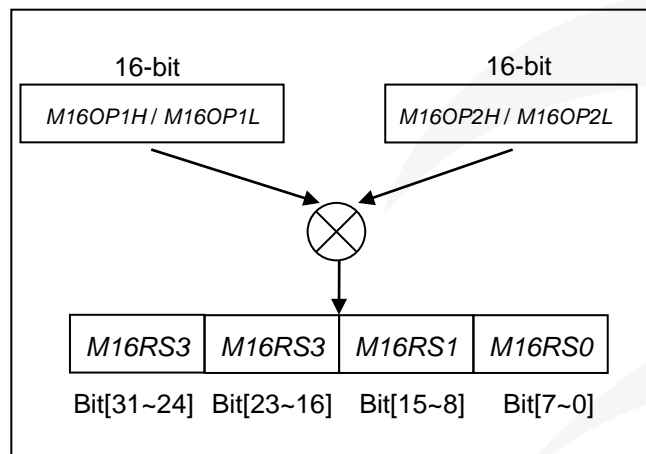 16-bit 16-bit
M16OP1H / M16OP1L M16OP2H / M16OP2L
M16RS3 M16RS3 M16RS1 M16RS0
Bit[31~24] Bit[23~16] Bit[15~8] Bit[7~0]